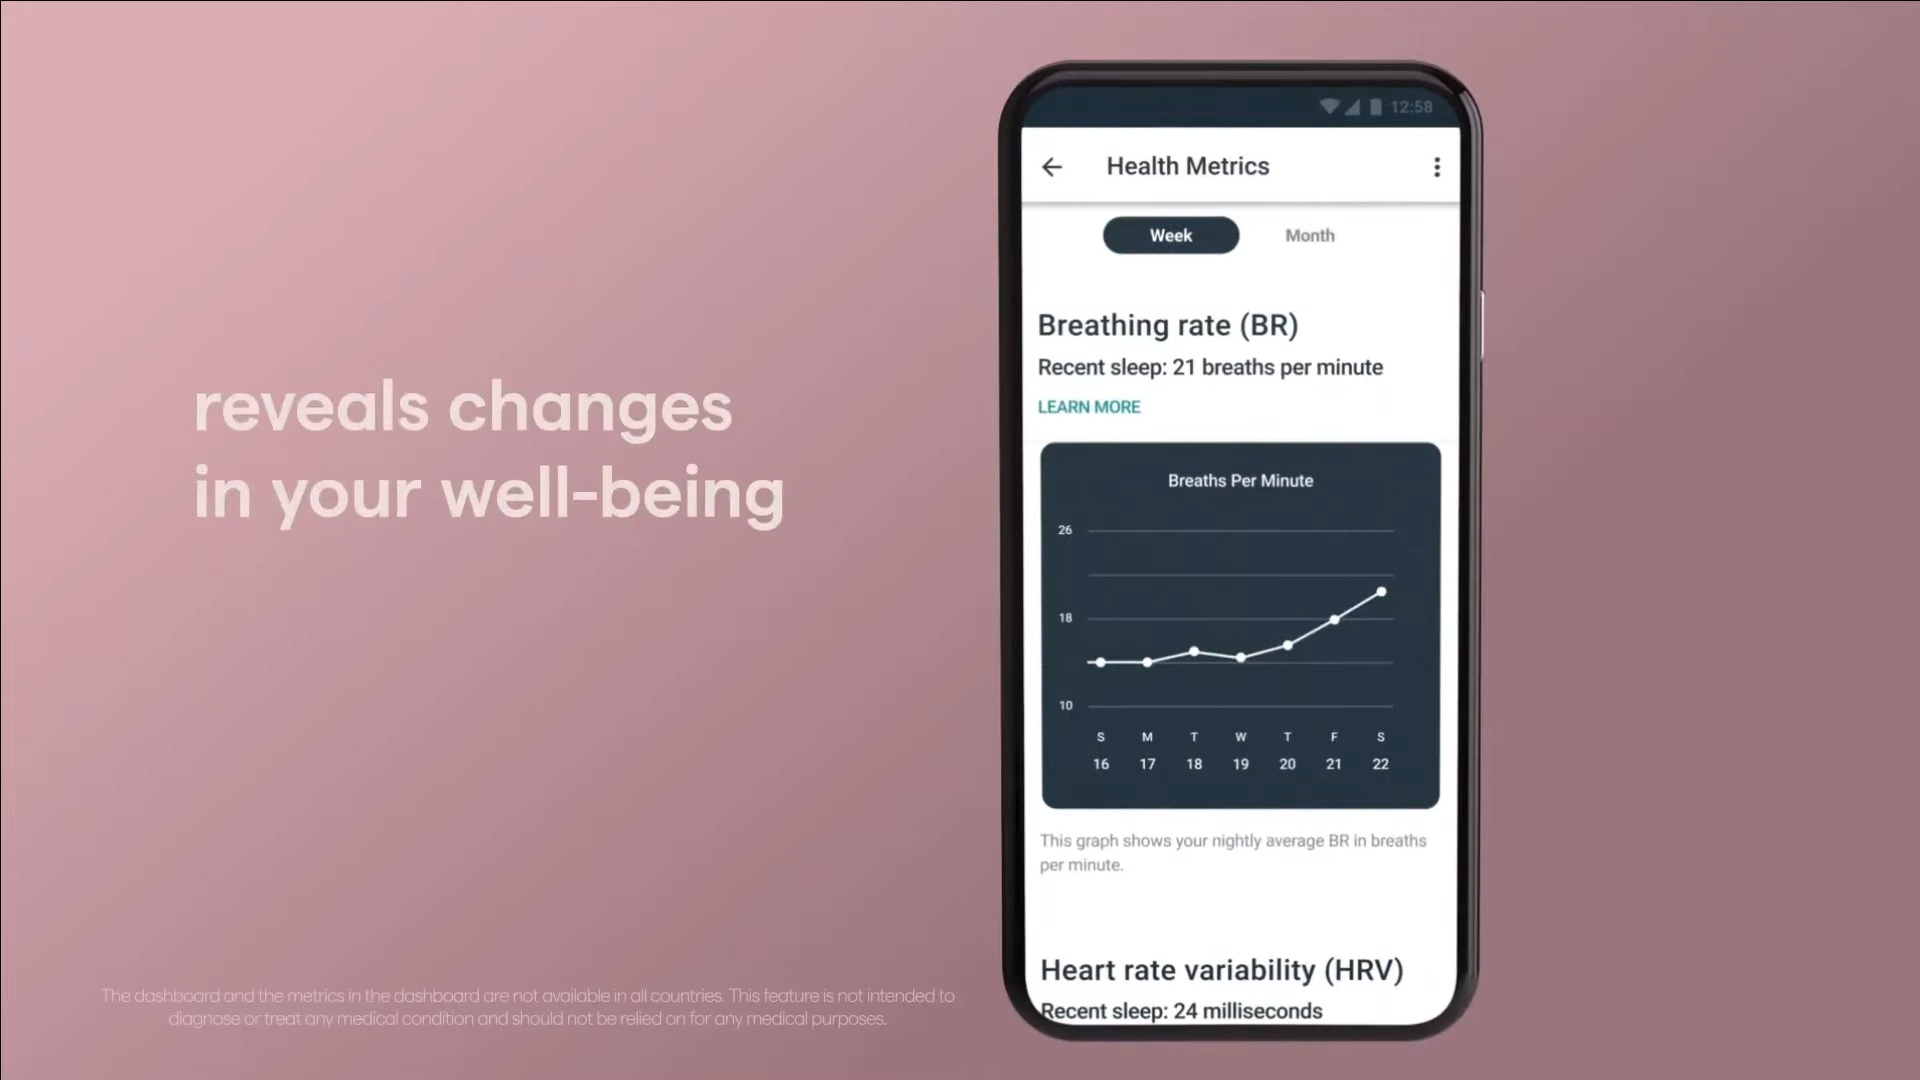 reveals changes
in your well-being
The dashboard and the metrics in the dashboard are not available in all countries. This feature is not intended to
diagnose or treat any medical condition and should not be relied on for any medical purposes.
12:58
Health Metrics
Week Month
Breathing rate (BR)
Recent sleep: 21 breaths per minute
LEARN MORE
Breaths Per Minute
26
18
10
S M T W T F S
16 17 18 19 20 21 22
This graph shows your nightly average BR in breaths
per minute.
Heart rate variability (HRV)
Recent sleep: 24 milliseconds